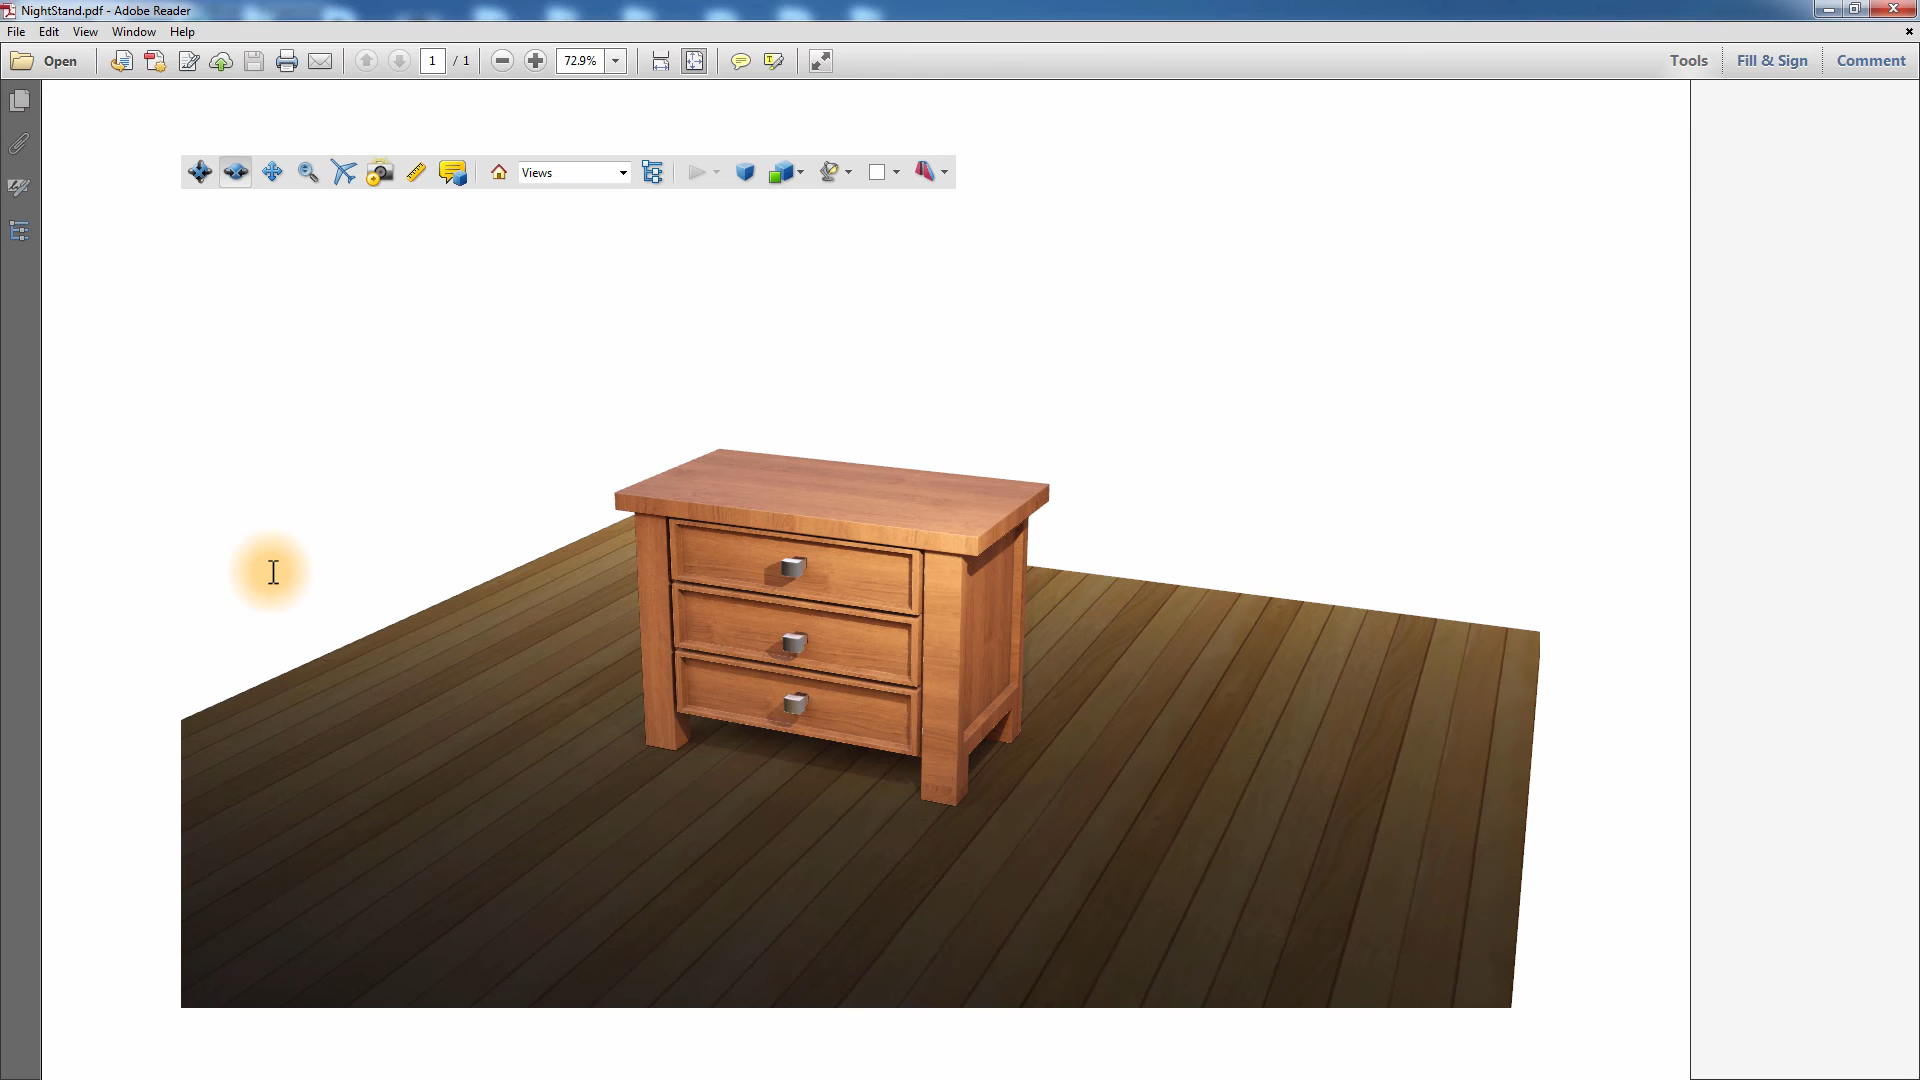 NightStand.pdf - Adobe Reader
File Edit View Window Help
Open 1 / 1 72.9% Tools Fill & Sign Comment
Views